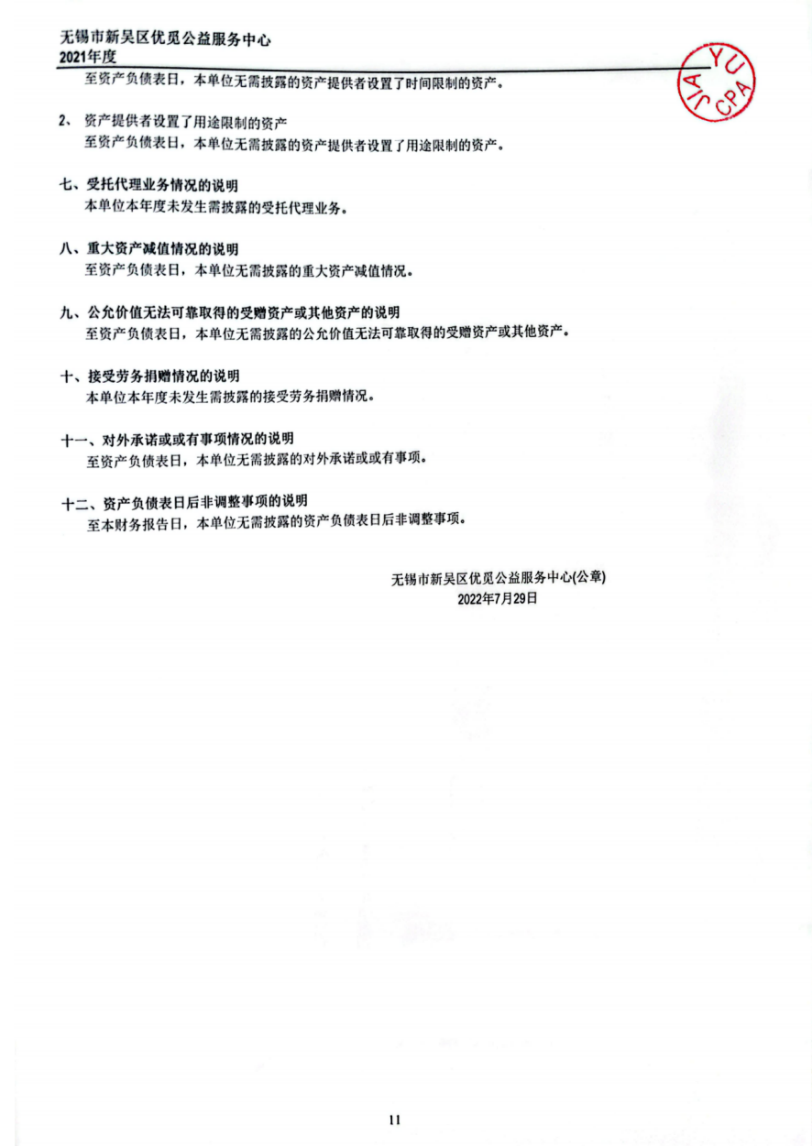 无锡市新吴区优觅公益服务中心
2021年度
至资产负债表日，本单位无需披露的资产提供者设置了时间限制的资产。
YU
JIA
CPA
2、 资产提供者设置了用途限制的资产
至资产负债表日，本单位无需披露的资产提供者设置了用途限制的资产。
七、受托代理业务情况的说明
本单位本年度未发生需披露的受托代理业务。
八、重大资产减值情况的说明
至资产负债表日，本单位无需披露的重大资产减值情况。
九、公允价值无法可靠取得的受赠资产或其他资产的说明
至资产负债表日，本单位无需披露的公允价值无法可靠取得的受赠资产或其他资产。
十、接受劳务捐赠情况的说明
本单位本年度未发生需披露的接受劳务捐赠情况。
十一、对外承诺或或有事项情况的说明
至资产负债表日，本单位无需披露的对外承诺或或有事项。
十二、资产负债表日后非调整事项的说明
至本财务报告日，本单位无需披露的资产负债表日后非调整事项。
无锡市新吴区优觅公益服务中心(公章)
2022年7月29日
11